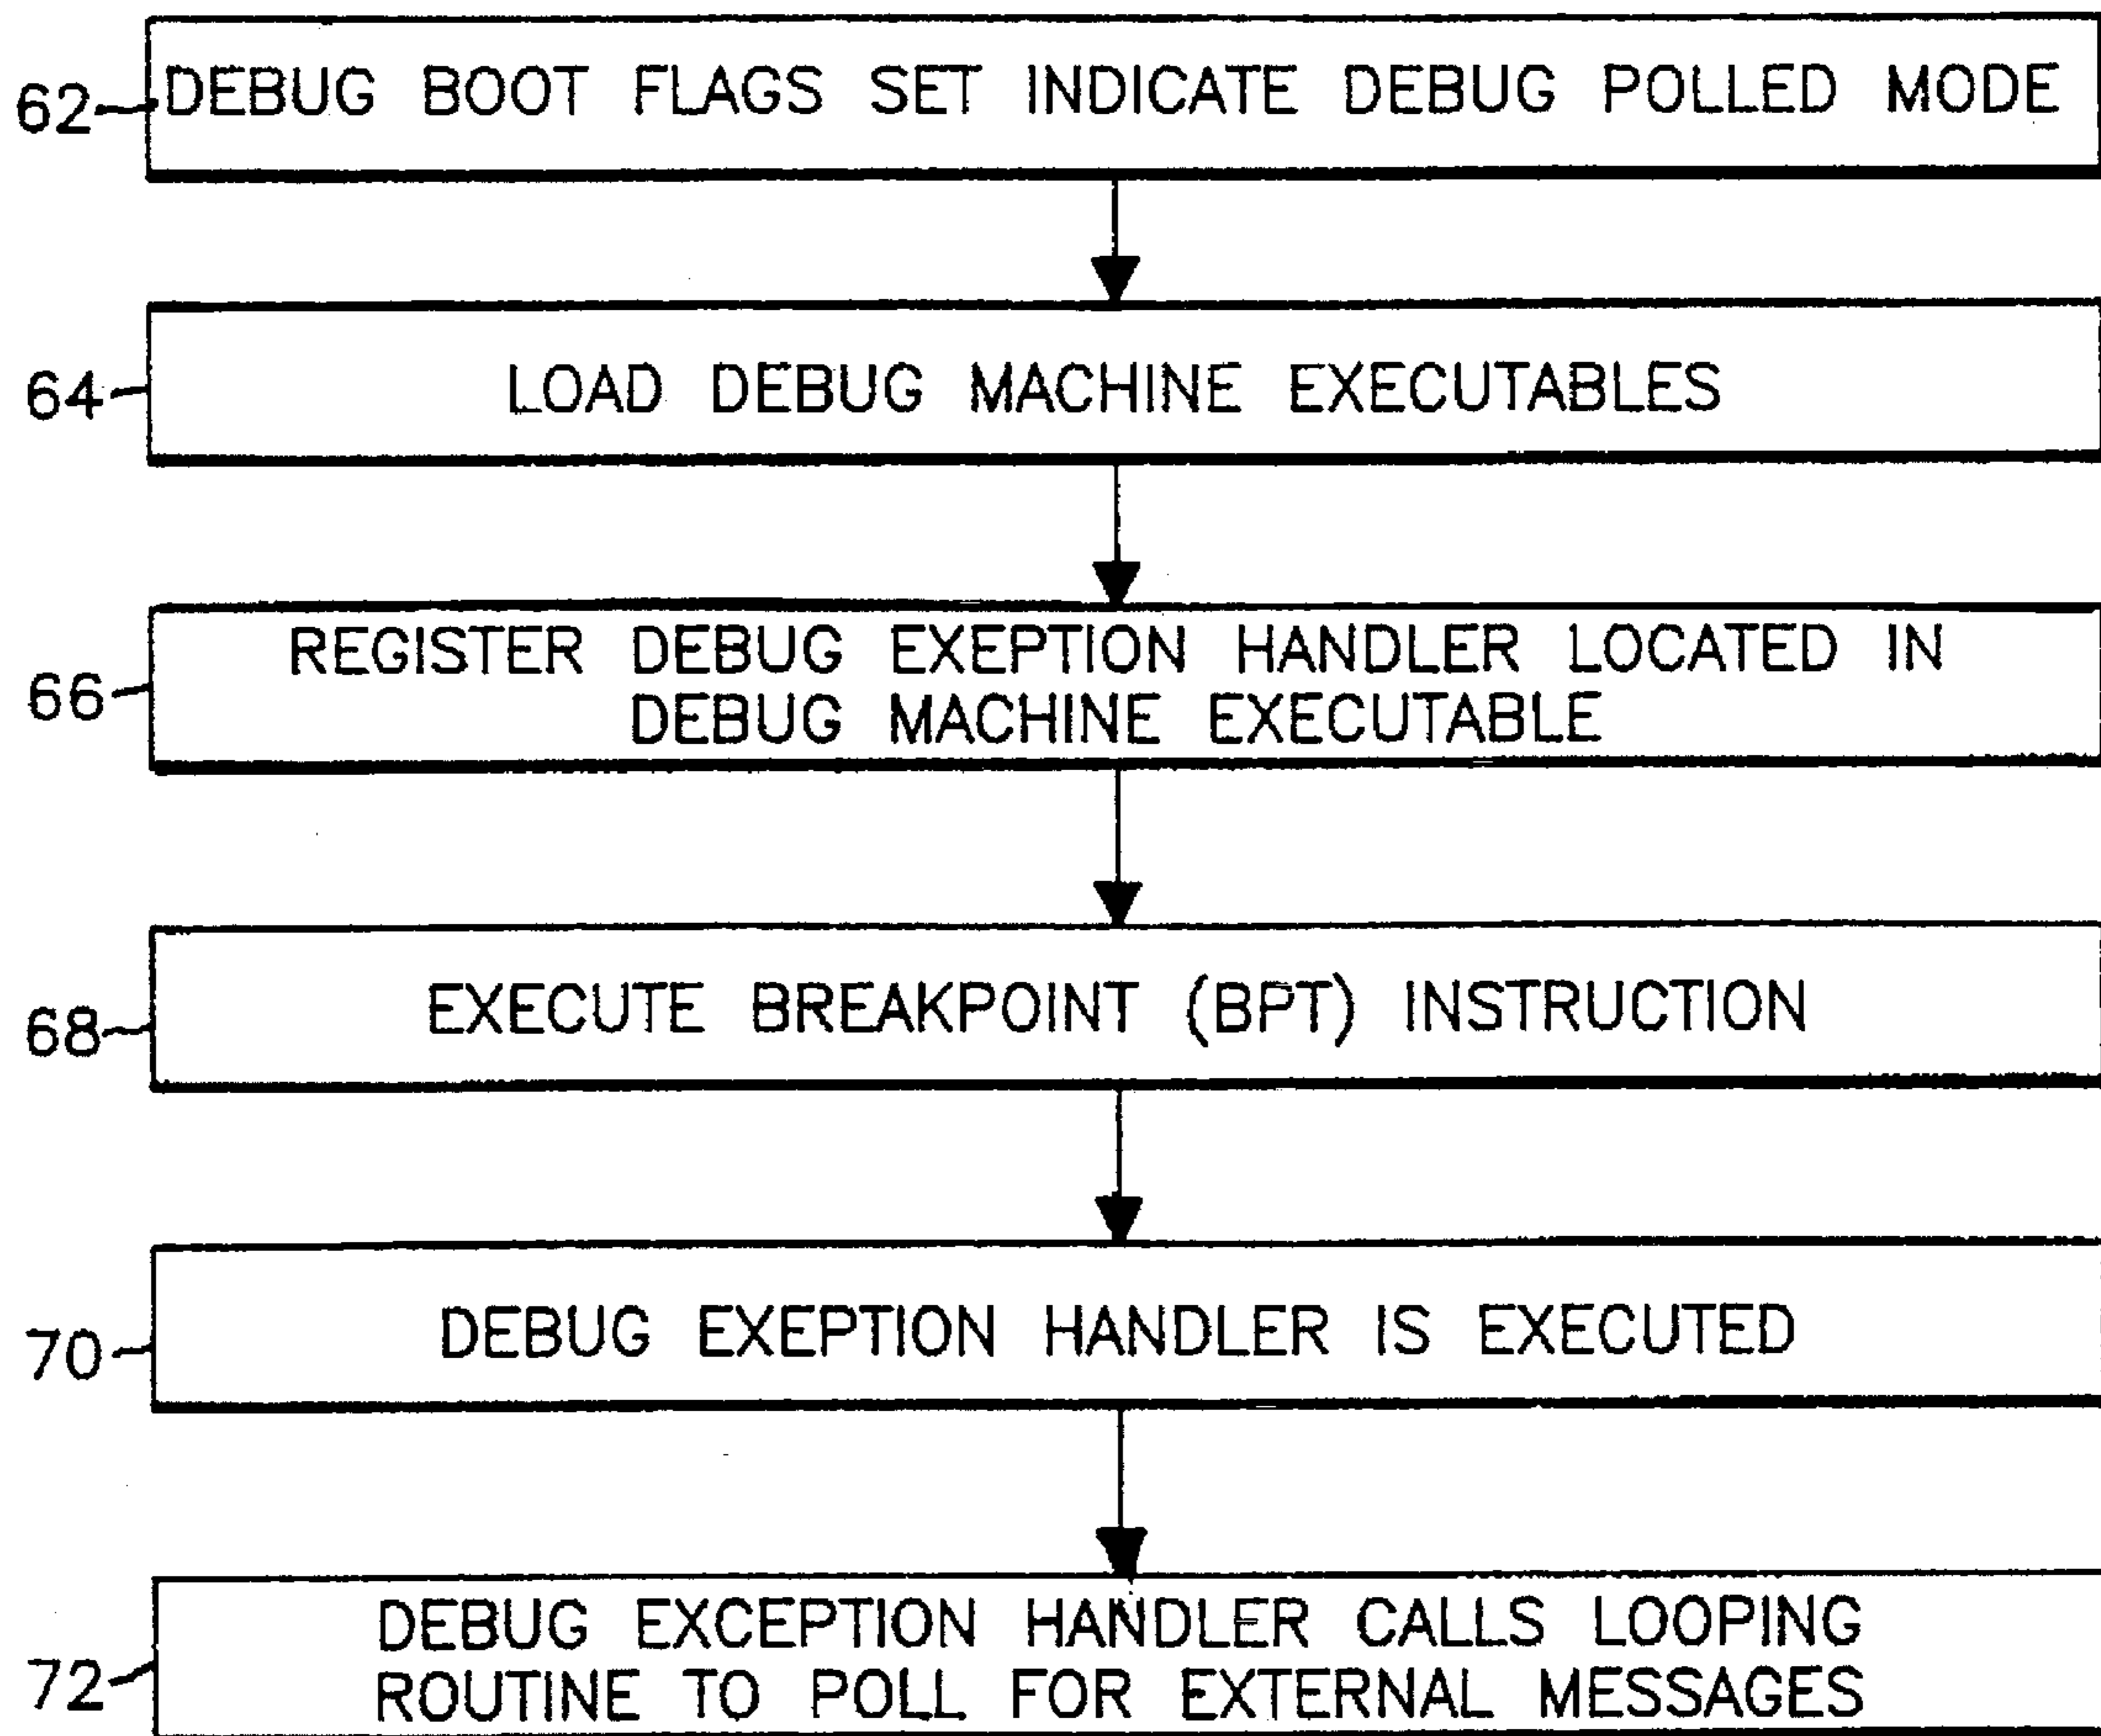 62 DEBUG BOOT FLAGS SET INDICATE DEBUG POLLED MODE
64 LOAD DEBUG MACHINE EXECUTABLES
REGISTER DEBUG EXEPTION HANDLER LOCATED IN
66 DEBUG MACHINE EXECUTABLE
68 EXECUTE BREAKPOINT (BPT) INSTRUCTION
70 DEBUG EXEPTION HANDLER IS EXECUTED
DEBUG EXCEPTION HANDLER CALLS LOOPING
72 ROUTINE TO POLL FOR EXTERNAL MESSAGES